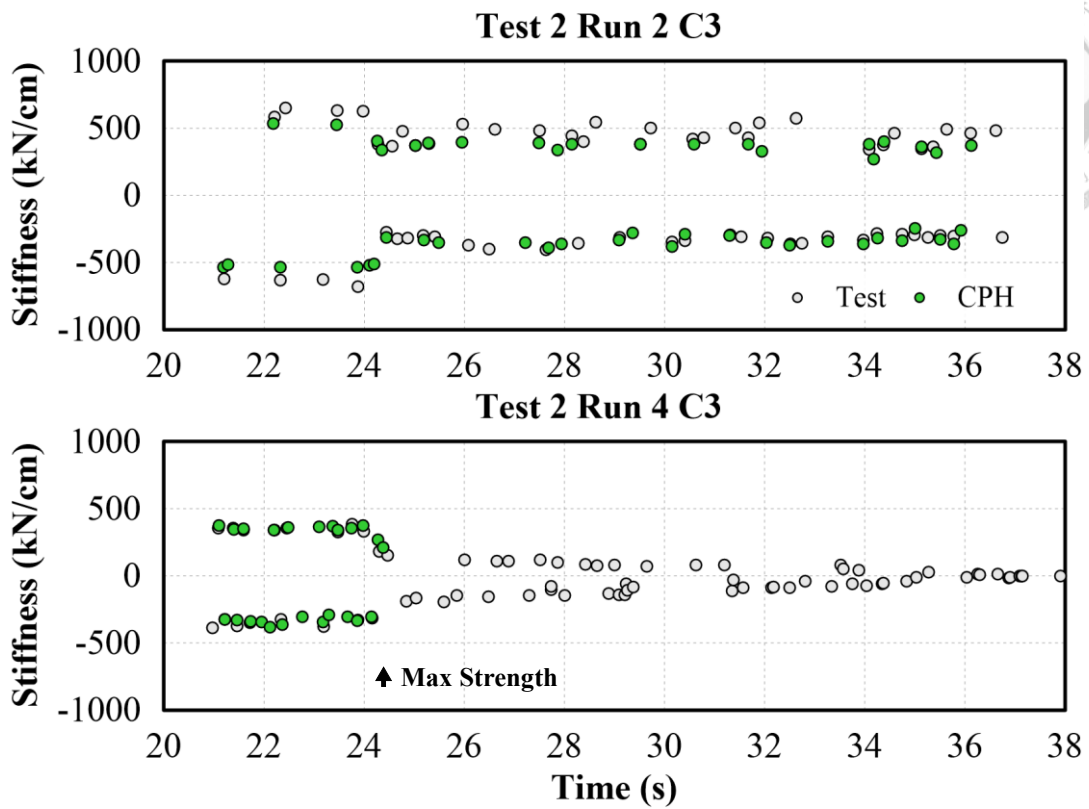 Test 2 Run 2 C3
1000
500
0
-500
-1000
Stiffness (kN/cm)
Test CPH
20 22 24 26 28 30 32 34 36 38
Test 2 Run 4 C3
1000
500
0
-500
-1000
Stiffness (kN/cm)
Max Strength
20 22 24 26 28 30 32 34 36 38
Time (s)